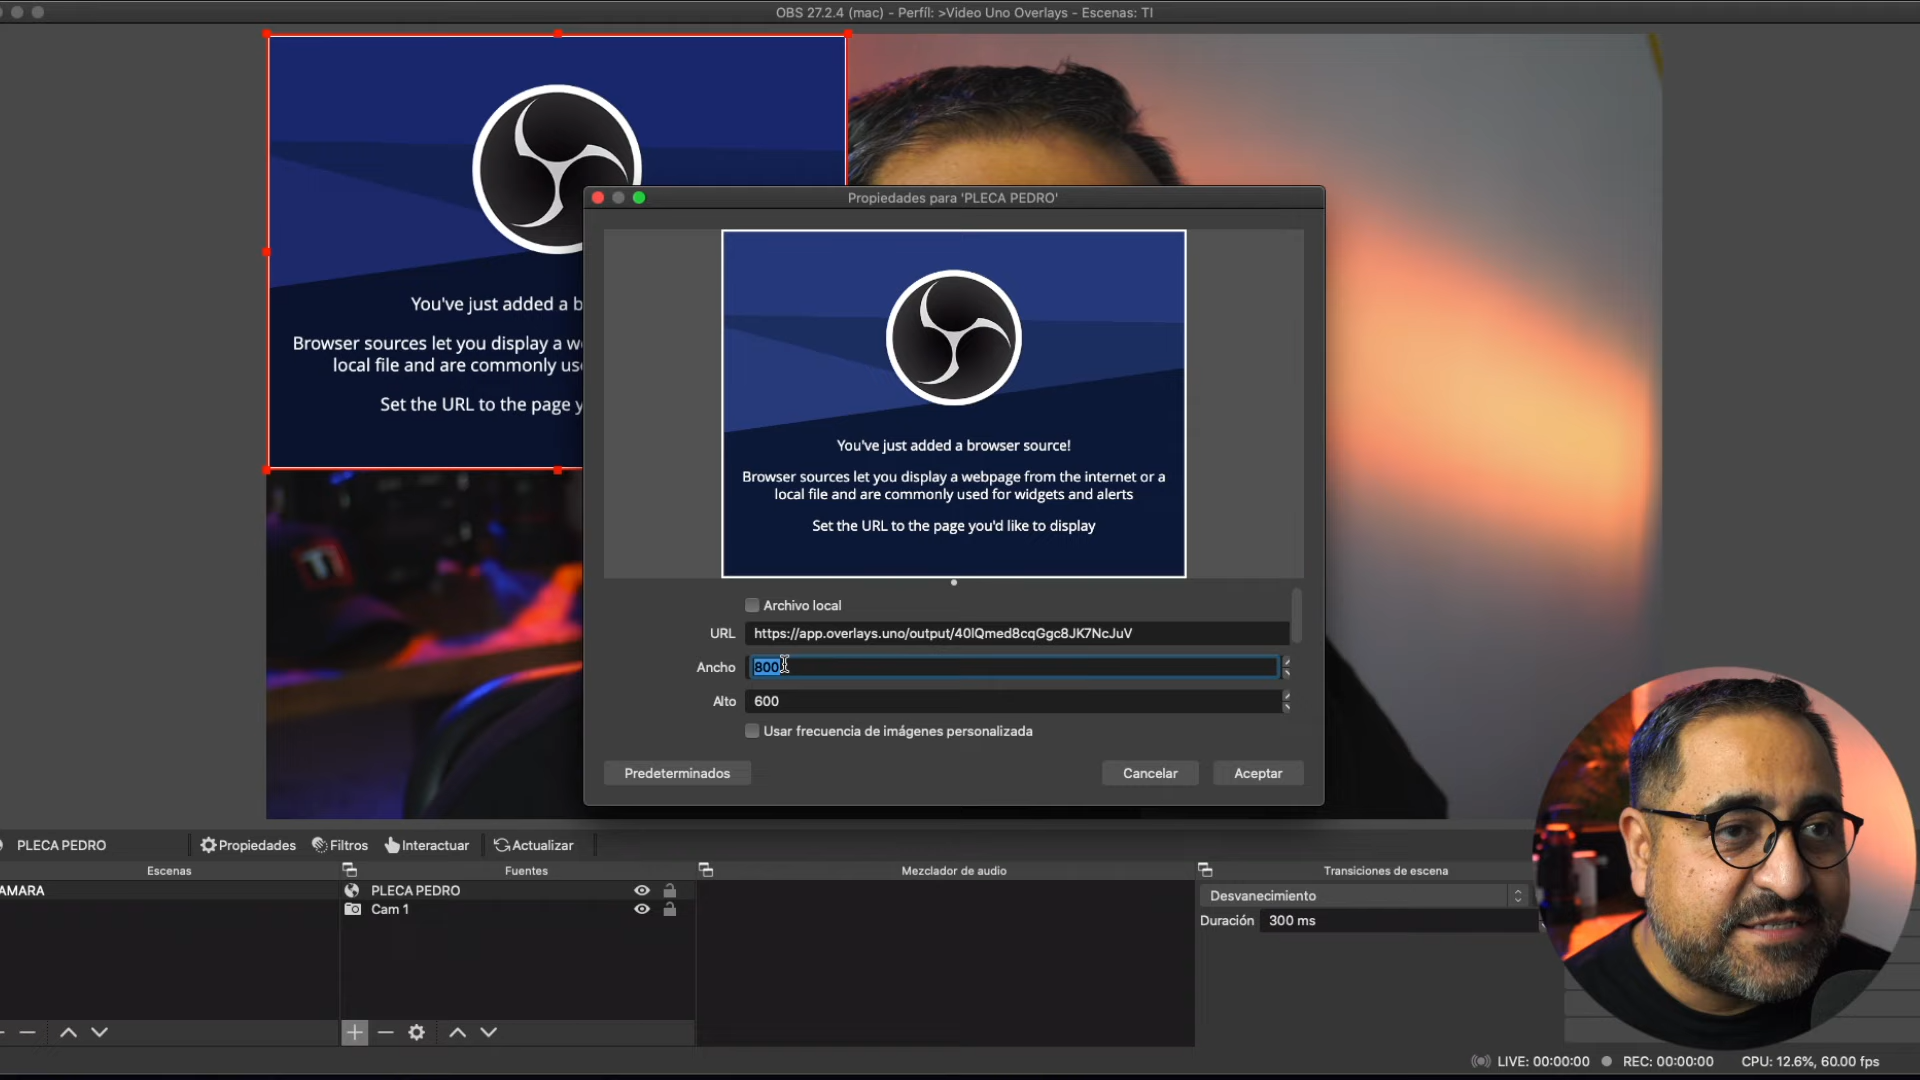 OBS 27.2.4 (mac) - Perfil: >Video Uno Overlays - Escenas: TI
You've just added a b
Browser sources let you display a we
local file and are commonly us
Set the URL to the page y
Propiedades para 'PLECA PEDRO'
You've just added a browser source!
Browser sources let you display a webpage from the internet or a
local file and are commonly used for widgets and alerts
Set the URL to the page you'd like to display
Archivo local
URL https://app.overlays.uno/output/40IQmed8cqGgc8JK7NcJuV
Ancho 800
Alto 600
Usar frecuencia de imágenes personalizada
Predeterminados Cancelar Aceptar
PLECA PEDRO Propiedades Filtros Interactuar Actualizar
Escenas Fuentes Mezclador de audio Transiciones de escena
AMARA PLECA PEDRO Desvanecimiento
Cam 1
Duración 300 ms
LIVE: 00:00:00 REC: 00:00:00 CPU: 12.6%, 60.00 fps